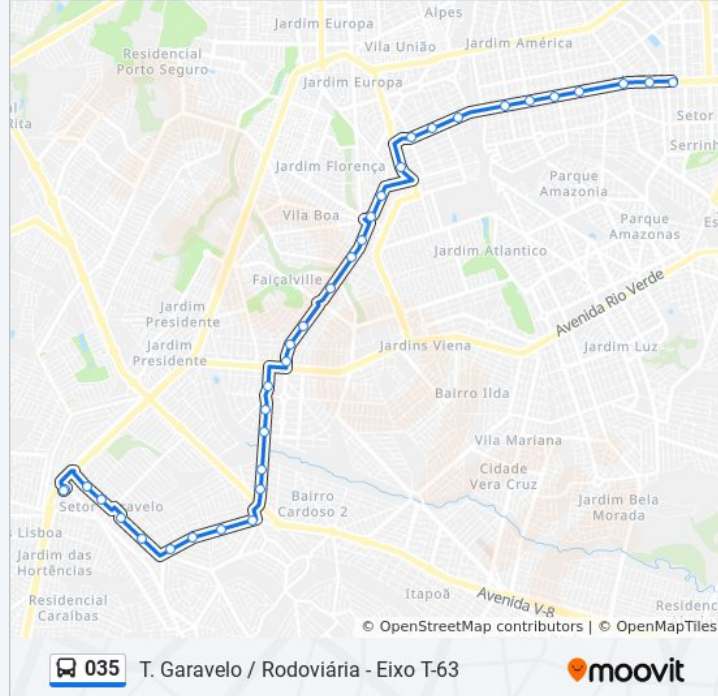 Alpes
Jardim Europa
Vila União
Jardim América
Residencial
Porto Seguro
Jardim Europa
Setor
Serrinh
Jardim Florença
Parque
Amazonia
Vila Boa
Parque
Amazonas
Es
Jardim Atlantico
Faiçalville
Avenida Rio Verde
Jardim
Presidente
Jardim
Presidente
Jardins Viena
Jardim Luz
Bairro Ilda
Vila Mariana
Cidade
Vera Cruz
Bairro
Cardoso 2
Jardim Bela
Morada
Lisboa
Jardim das
Hortências
Itapoã
Avenida V-8
Residencial
Caraíbas
Residenc
© OpenStreetMap contributors | © OpenMapTiles
035 T. Garavelo / Rodoviária - Eixo T-63
moovit